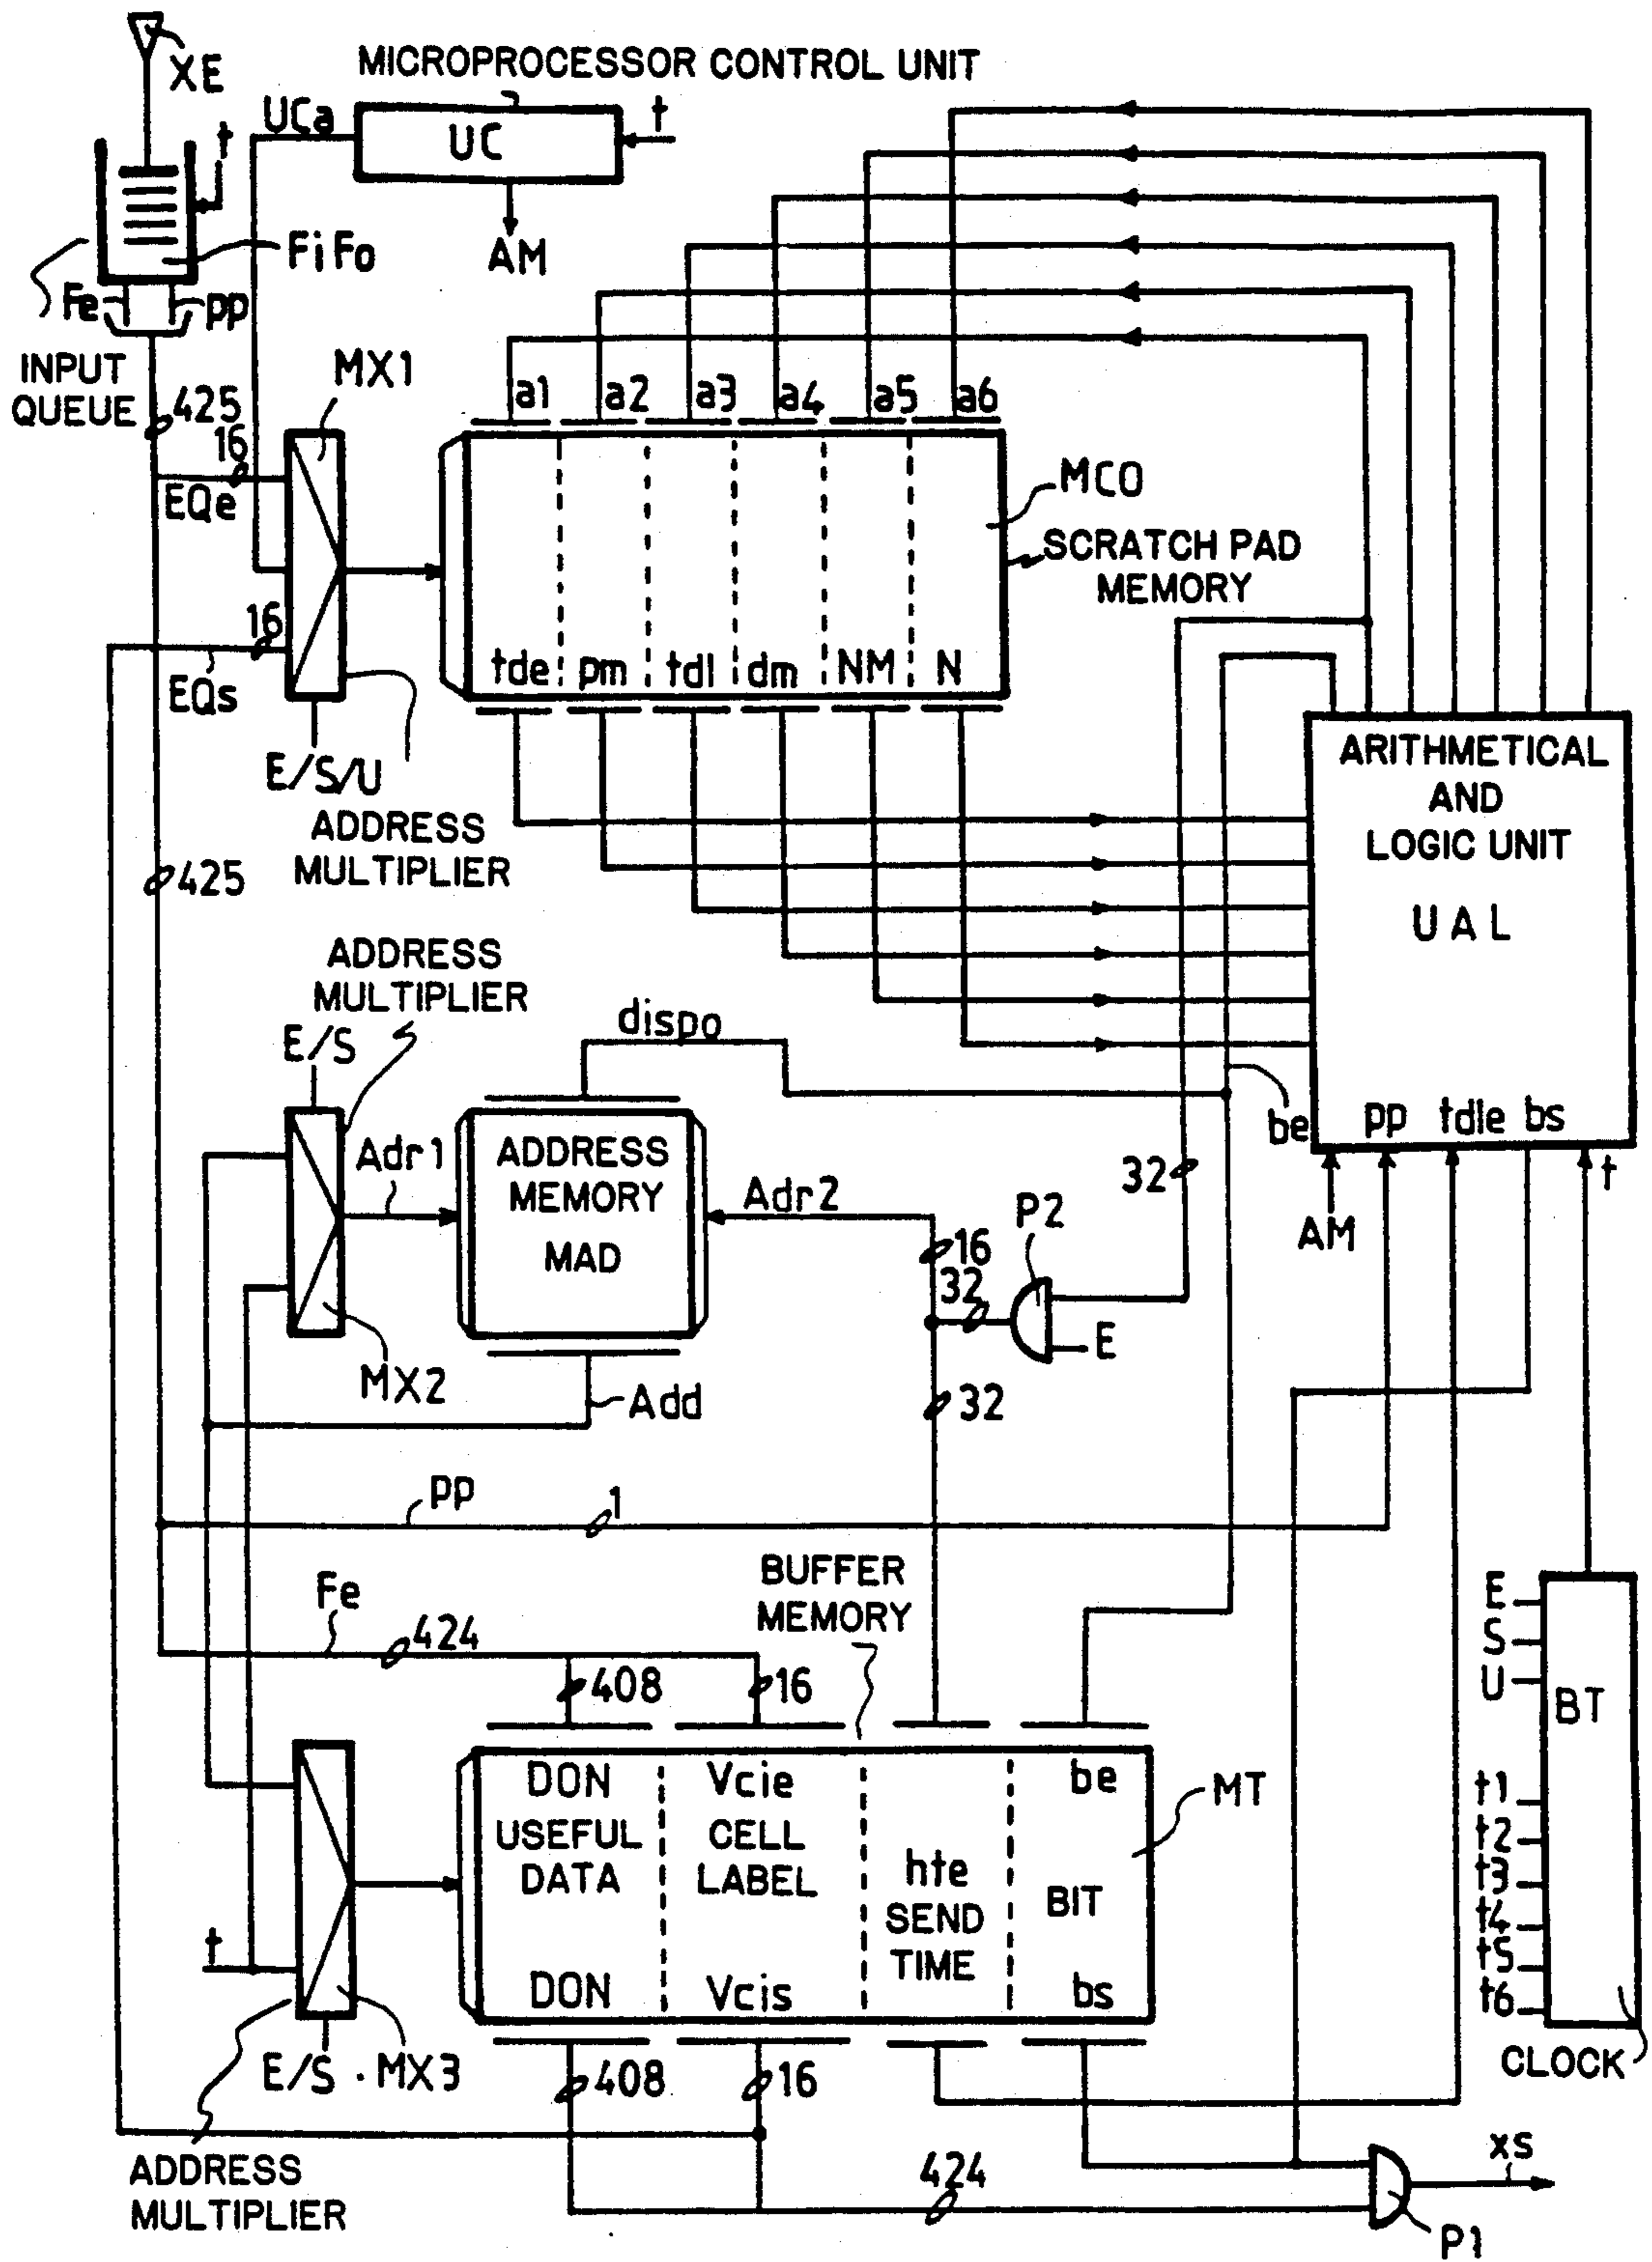 XE
MICROPROCESSOR CONTROL UNIT
UCa
UC
t
t
AM
FiFo
Fe
pp
INPUT
QUEUE
425
16
EQe
MX1
a1
a2
a3
a4
a5
a6
MCO
SCRATCH PAD
MEMORY
16
EQs
tde
pm
tdl
dm
NM
N
E/S/U
ADDRESS
MULTIPLIER
425
ARITHMETICAL
AND
LOGIC UNIT
UAL
ADDRESS
MULTIPLIER
E/S
dispo
be
pp
tdle
bs
Adr1
ADDRESS
MEMORY
MAD
Adr2
32
P2
AM
t
16
32
E
MX2
Add
32
pp
1
BUFFER
MEMORY
Fe
424
408
16
E
S
U
BT
DON
Vcie
be
USEFUL
DATA
CELL
LABEL
hte
SEND
TIME
BIT
MT
t1
t2
t3
t4
t5
t6
t
DON
Vcis
bs
CLOCK
E/S
MX3
408
16
ADDRESS
MULTIPLIER
424
xs
P1